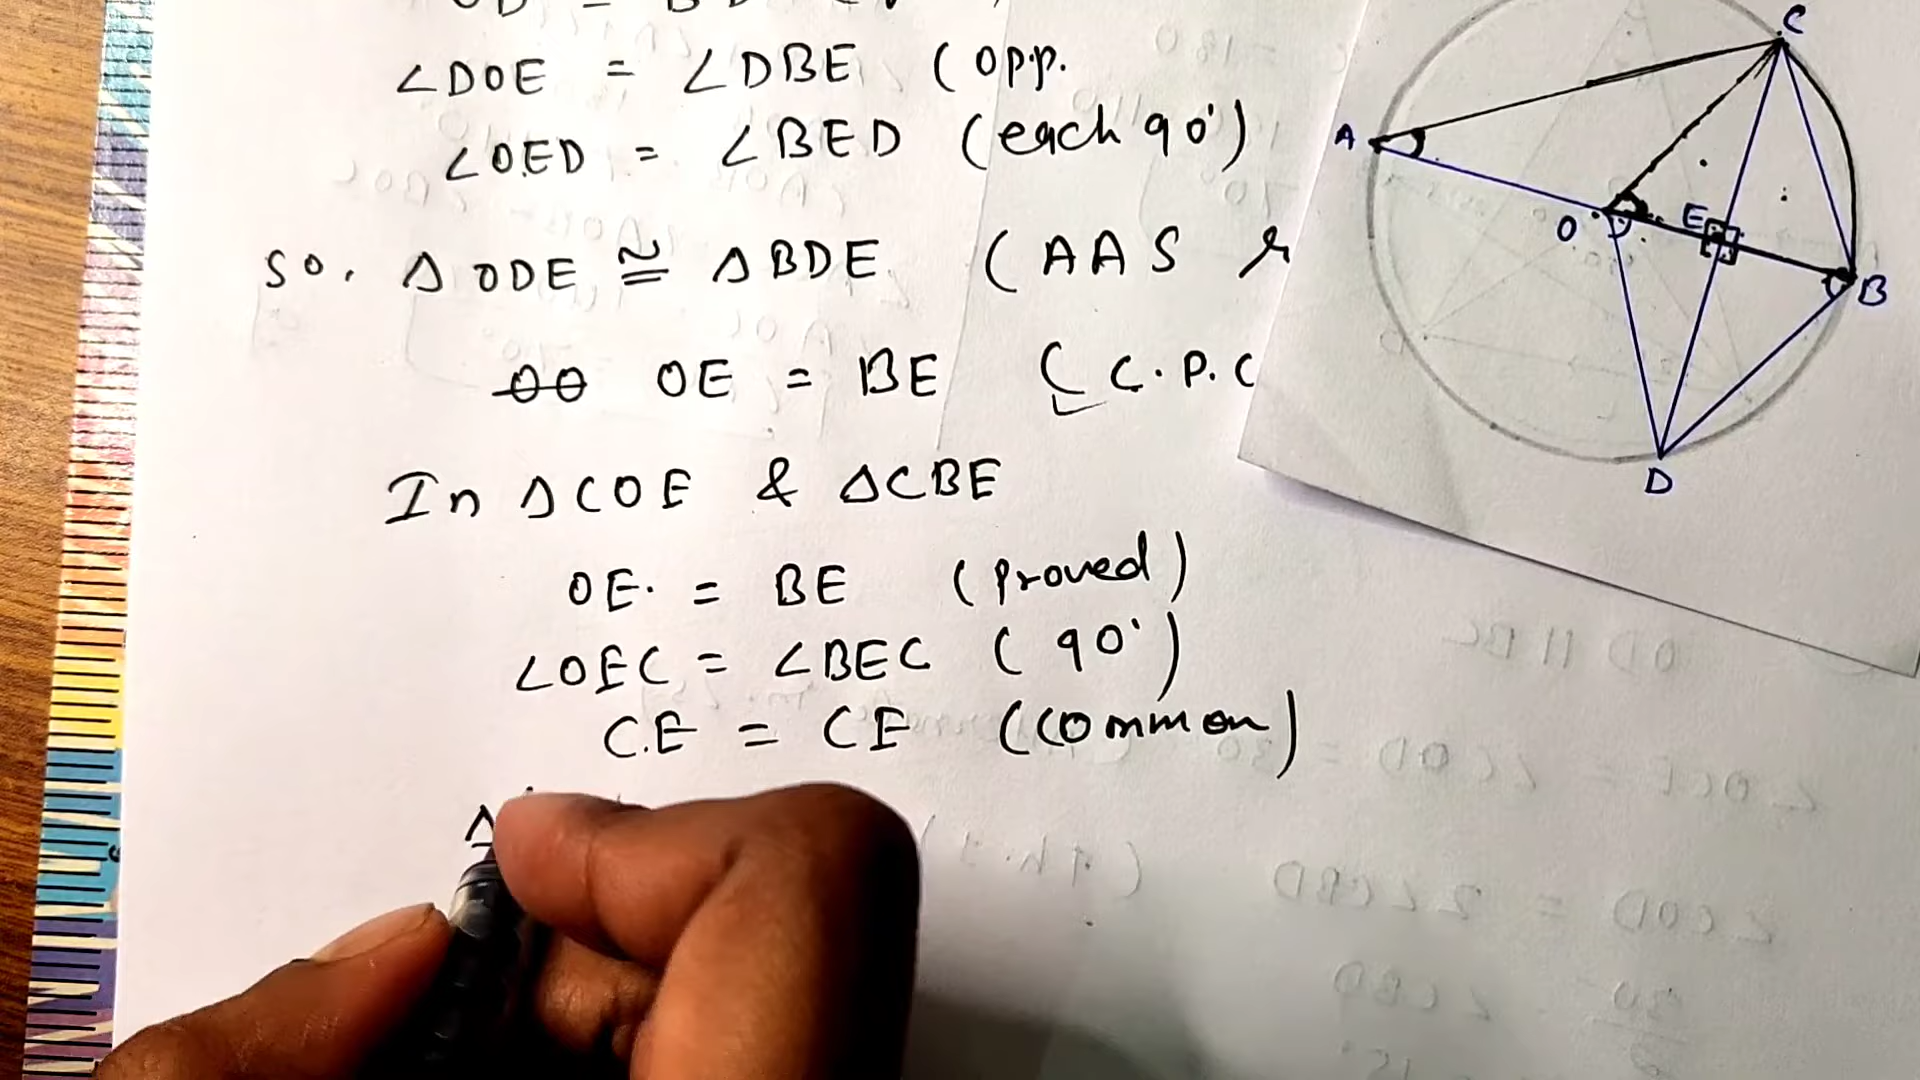 ∠DOE = ∠DBE (opp.
∠OED = ∠BED (each 90°)
so, △ODE ≅ △BDE (AAS
OE = BE (C.P.C
In △COE & △CBE
OE. = BE (Proved)
∠OEC = ∠BEC (90°)
C.E = CE (common)
△
C
A
O
E
B
D